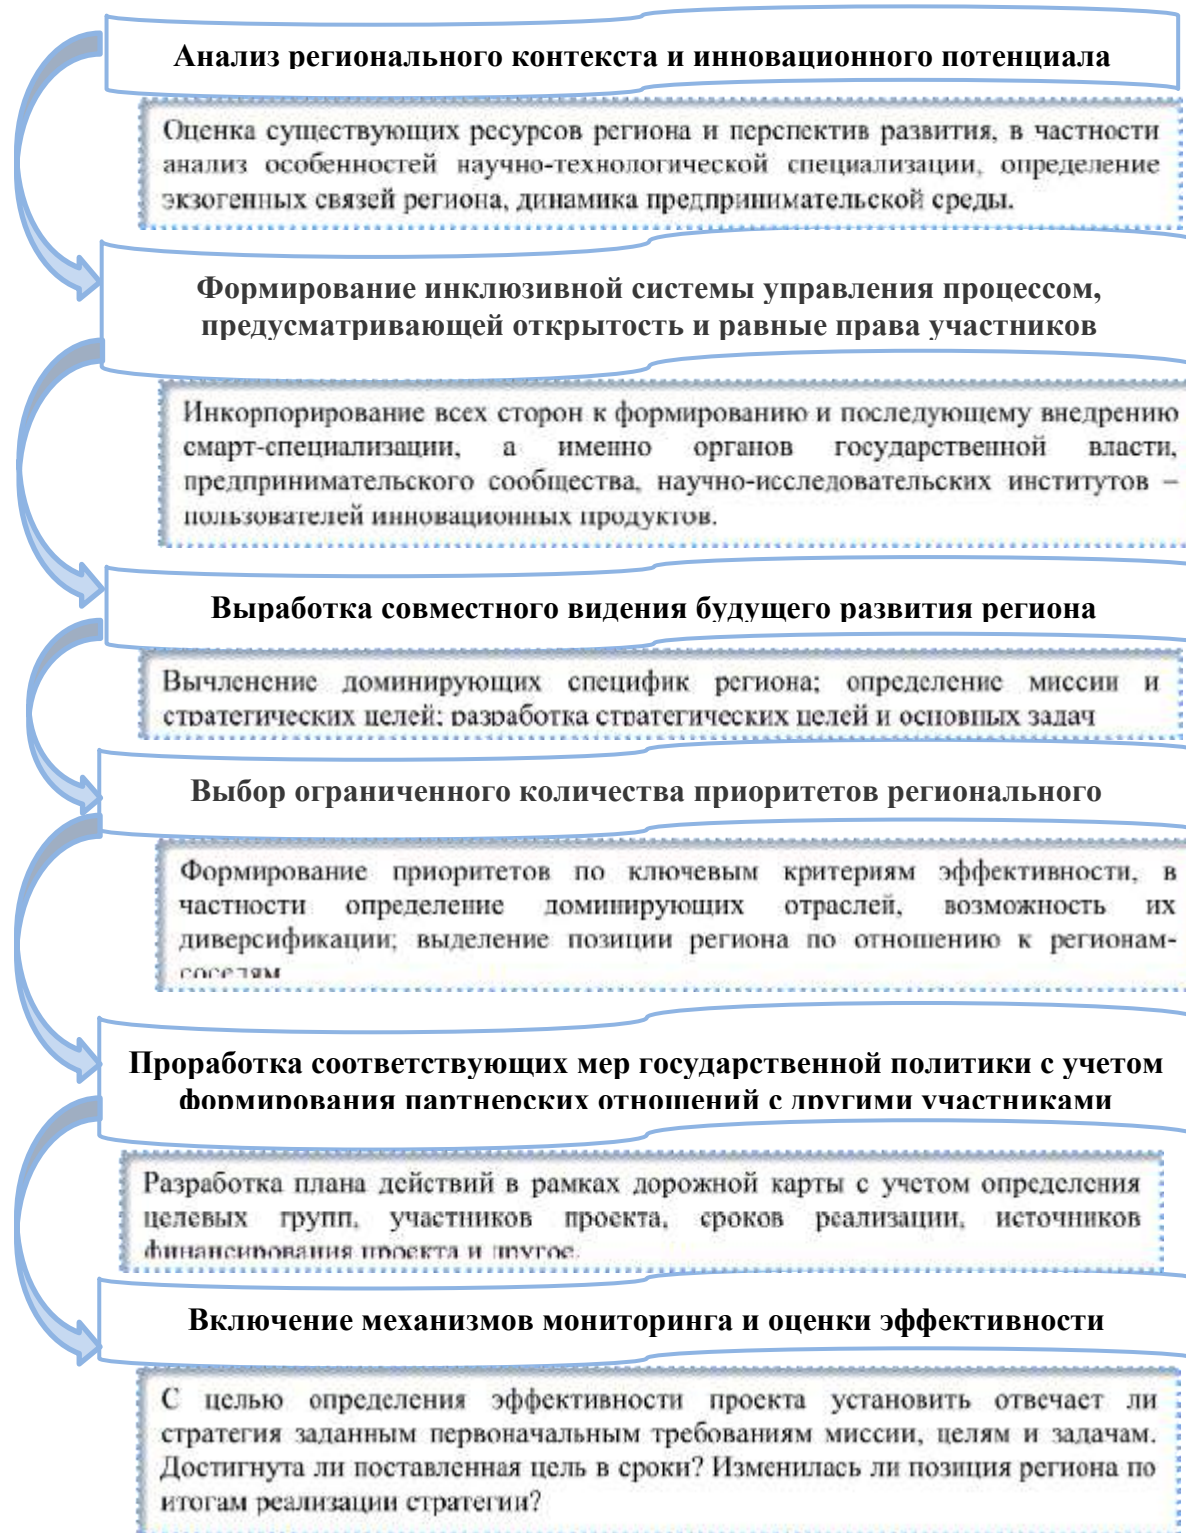 Анализ регионального контекста и инновационного потенциала
Оценка существующих ресурсов региона и перспектив развития, в частности
анализ особенностей научно-технологической специализации, определение
экзогенных связей региона, динамика предпринимательской среды.
Формирование инклюзивной системы управления процессом,
предусматривающей открытость и равные права участников
Инкорпорирование всех сторон к формированию и последующему внедрению
смарт-специализации, а именно органов государственной власти,
предпринимательского сообщества, научно-исследовательских институтов –
пользователей инновационных продуктов.
Выработка совместного видения будущего развития региона
Вычленение доминирующих специфик региона; определение миссии и
стратегических целей; разработка стратегических целей и основных задач
Выбор ограниченного количества приоритетов регионального
Формирование приоритетов по ключевым критериям эффективности, в
частности определение доминирующих отраслей, возможность их
диверсификации; выделение позиции региона по отношению к регионам-
соседям
Проработка соответствующих мер государственной политики с учетом
формирования партнерских отношений с другими участниками
Разработка плана действий в рамках дорожной карты с учетом определения
целевых групп, участников проекта, сроков реализации, источников
финансирования проекта и другое.
Включение механизмов мониторинга и оценки эффективности
С целью определения эффективности проекта установить отвечает ли
стратегия заданным первоначальным требованиям миссии, целям и задачам.
Достигнута ли поставленная цель в сроки? Изменилась ли позиция региона по
итогам реализации стратегии?